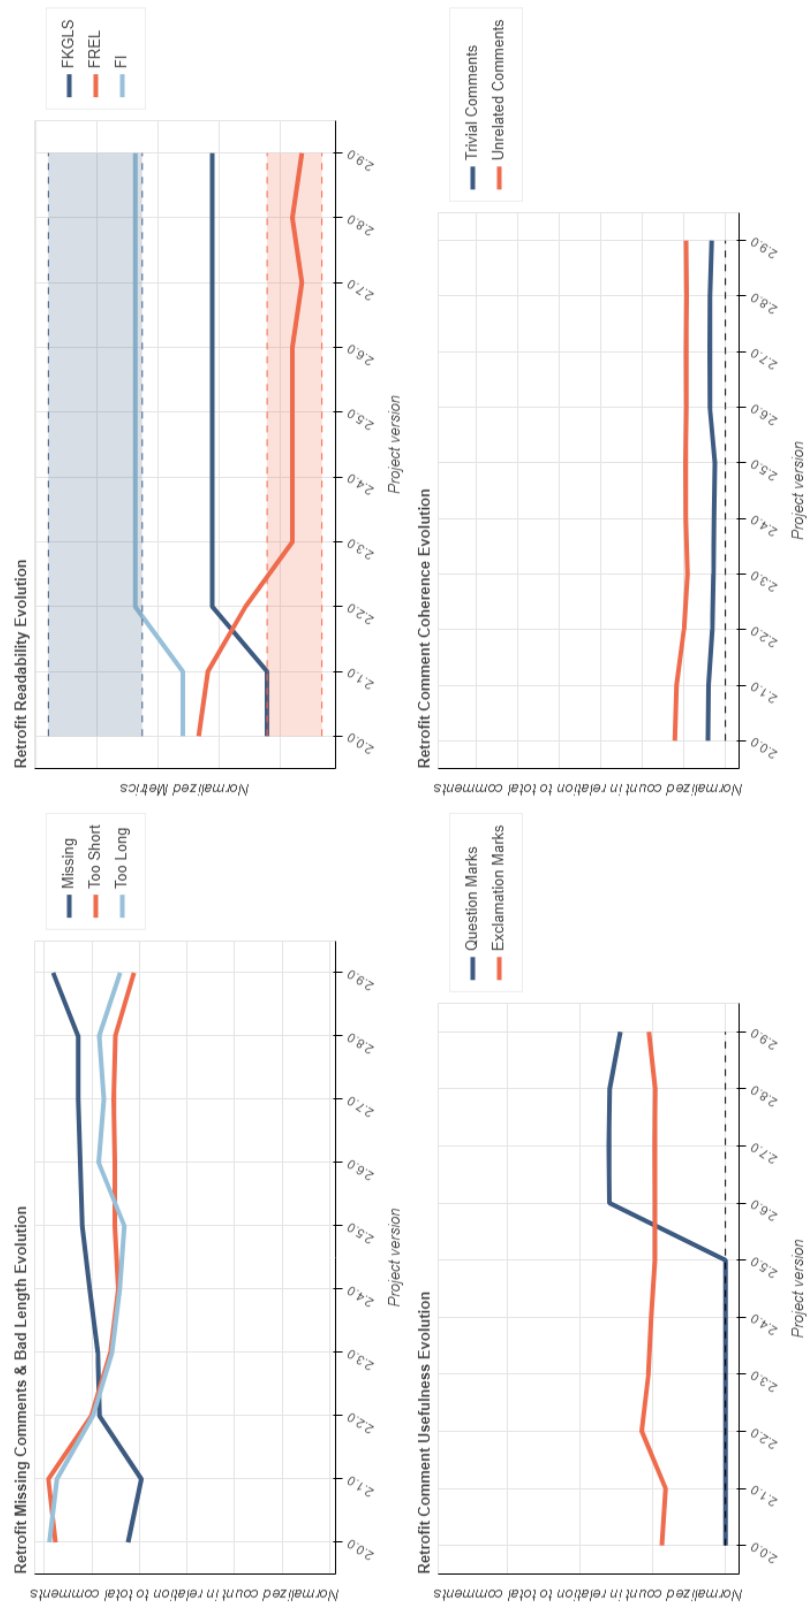 Retrofit Missing Comments & Bad Length Evolution
Normalized count in relation to total comments
2.0.0
2.1.0
2.2.0
2.3.0
2.4.0
2.5.0
2.6.0
2.7.0
2.8.0
2.9.0
Project version
Missing
Too Short
Too Long
Retrofit Readability Evolution
Normalized Metrics
2.0.0
2.1.0
2.2.0
2.3.0
2.4.0
2.5.0
2.6.0
2.7.0
2.8.0
2.9.0
Project version
FKGLS
FREL
FI
Retrofit Comment Usefulness Evolution
Normalized count in relation to total comments
2.0.0
2.1.0
2.2.0
2.3.0
2.4.0
2.5.0
2.6.0
2.7.0
2.8.0
2.9.0
Project version
Question Marks
Exclamation Marks
Retrofit Comment Coherence Evolution
Normalized count in relation to total comments
2.0.0
2.1.0
2.2.0
2.3.0
2.4.0
2.5.0
2.6.0
2.7.0
2.8.0
2.9.0
Project version
Trivial Comments
Unrelated Comments